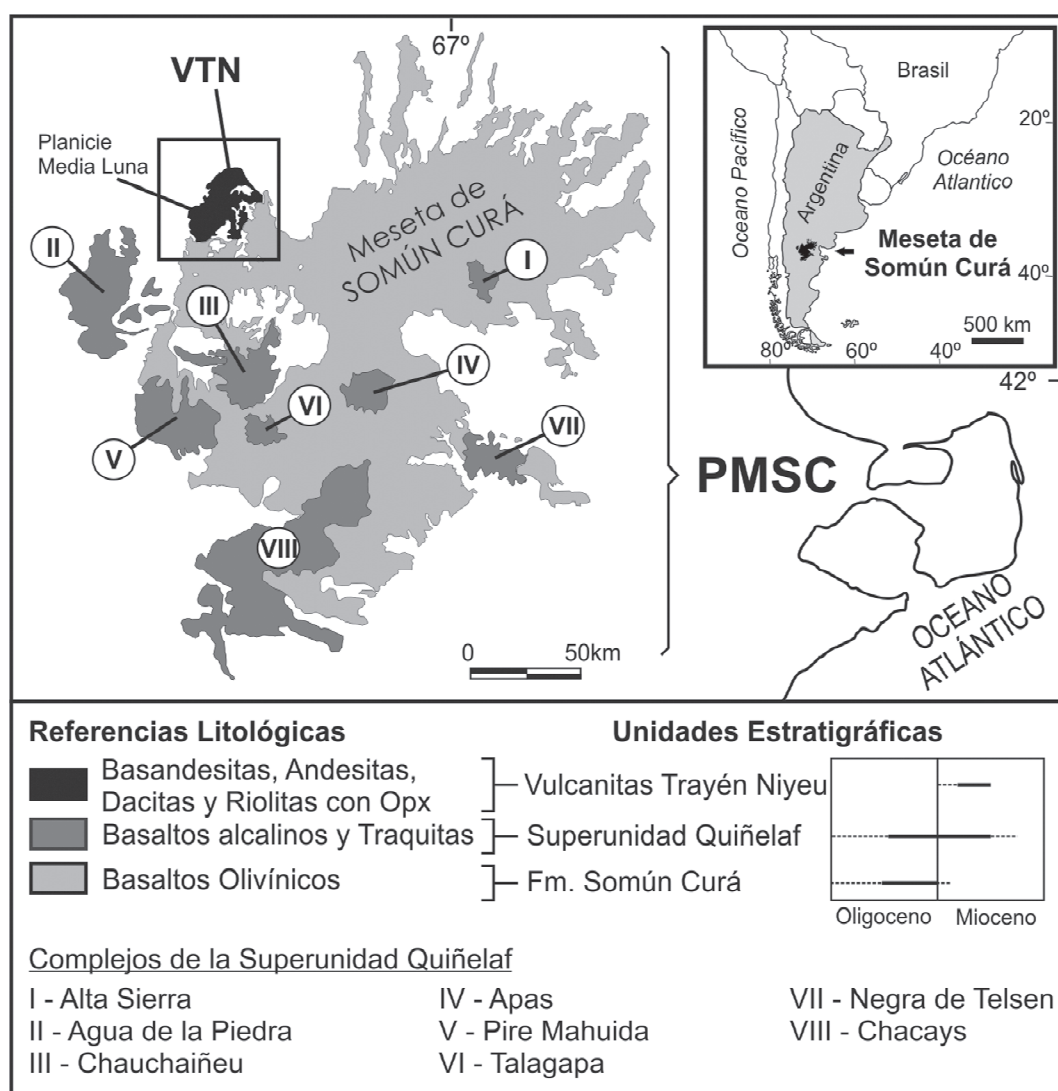 67º
VTN
Planicie
Media Luna
Meseta de
SOMÚN CURÁ
I
II
III
IV
VI
V
VII
VIII
PMSC
0 50km
Brasil
20º
Oceano Pacífico
Argentina
Océano
Atlantico
Meseta de
Somún Curá
40º
500 km
80º 60º 40º
42º
OCEANO
ATLÁNTICO
Referencias Litológicas
Basandesitas, Andesitas,
Dacitas y Riolitas con Opx
Basaltos alcalinos y Traquitas
Basaltos Olivínicos
Unidades Estratigráficas
Vulcanitas Trayén Niyeu
Superunidad Quiñelaf
Fm. Somún Curá
Oligoceno Mioceno
Complejos de la Superunidad Quiñelaf
I - Alta Sierra
II - Agua de la Piedra
III - Chauchaiñeu
IV - Apas
V - Pire Mahuida
VI - Talagapa
VII - Negra de Telsen
VIII - Chacays